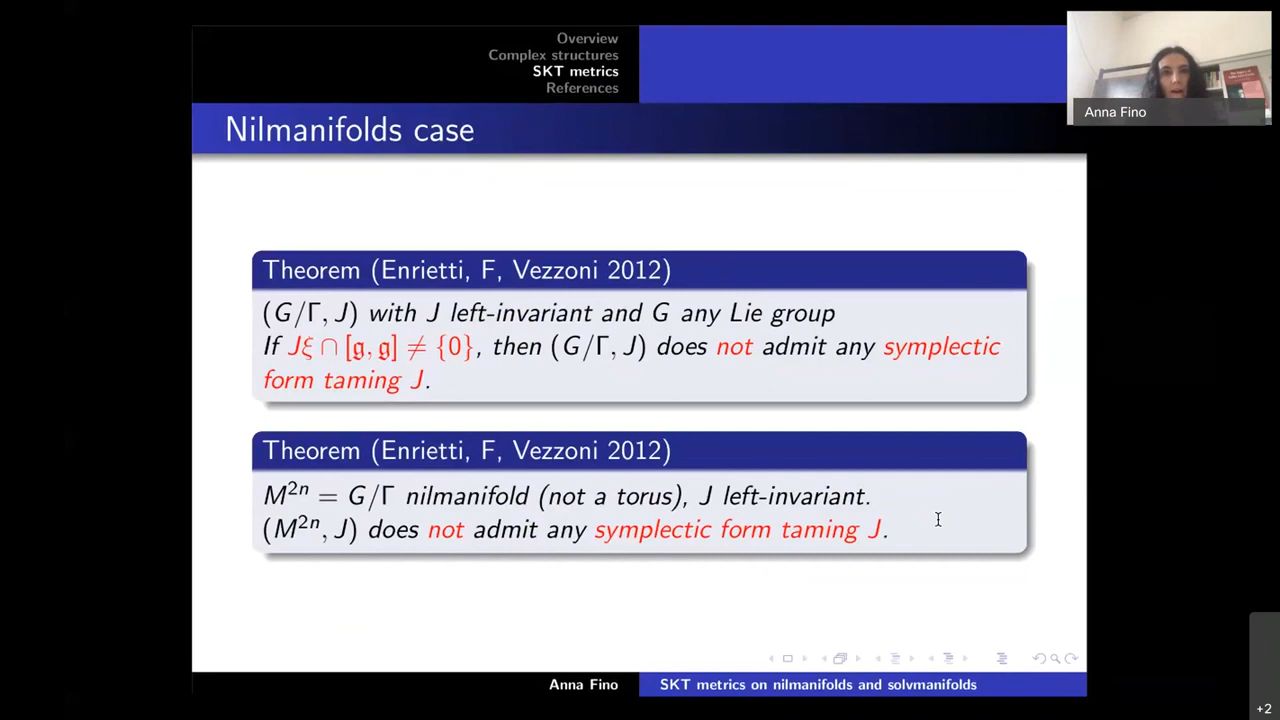 Overview
Complex structures
SKT metrics
References
Anna Fino
Nilmanifolds case
Theorem (Enrietti, F, Vezzoni 2012)
(G/Γ, J) with J left-invariant and G any Lie group
If Jξ ∩ [𝔤, 𝔤] ≠ {0}, then (G/Γ, J) does not admit any symplectic
form taming J.
Theorem (Enrietti, F, Vezzoni 2012)
M²ⁿ = G/Γ nilmanifold (not a torus), J left-invariant.
(M²ⁿ, J) does not admit any symplectic form taming J.
Anna Fino
SKT metrics on nilmanifolds and solvmanifolds
+2